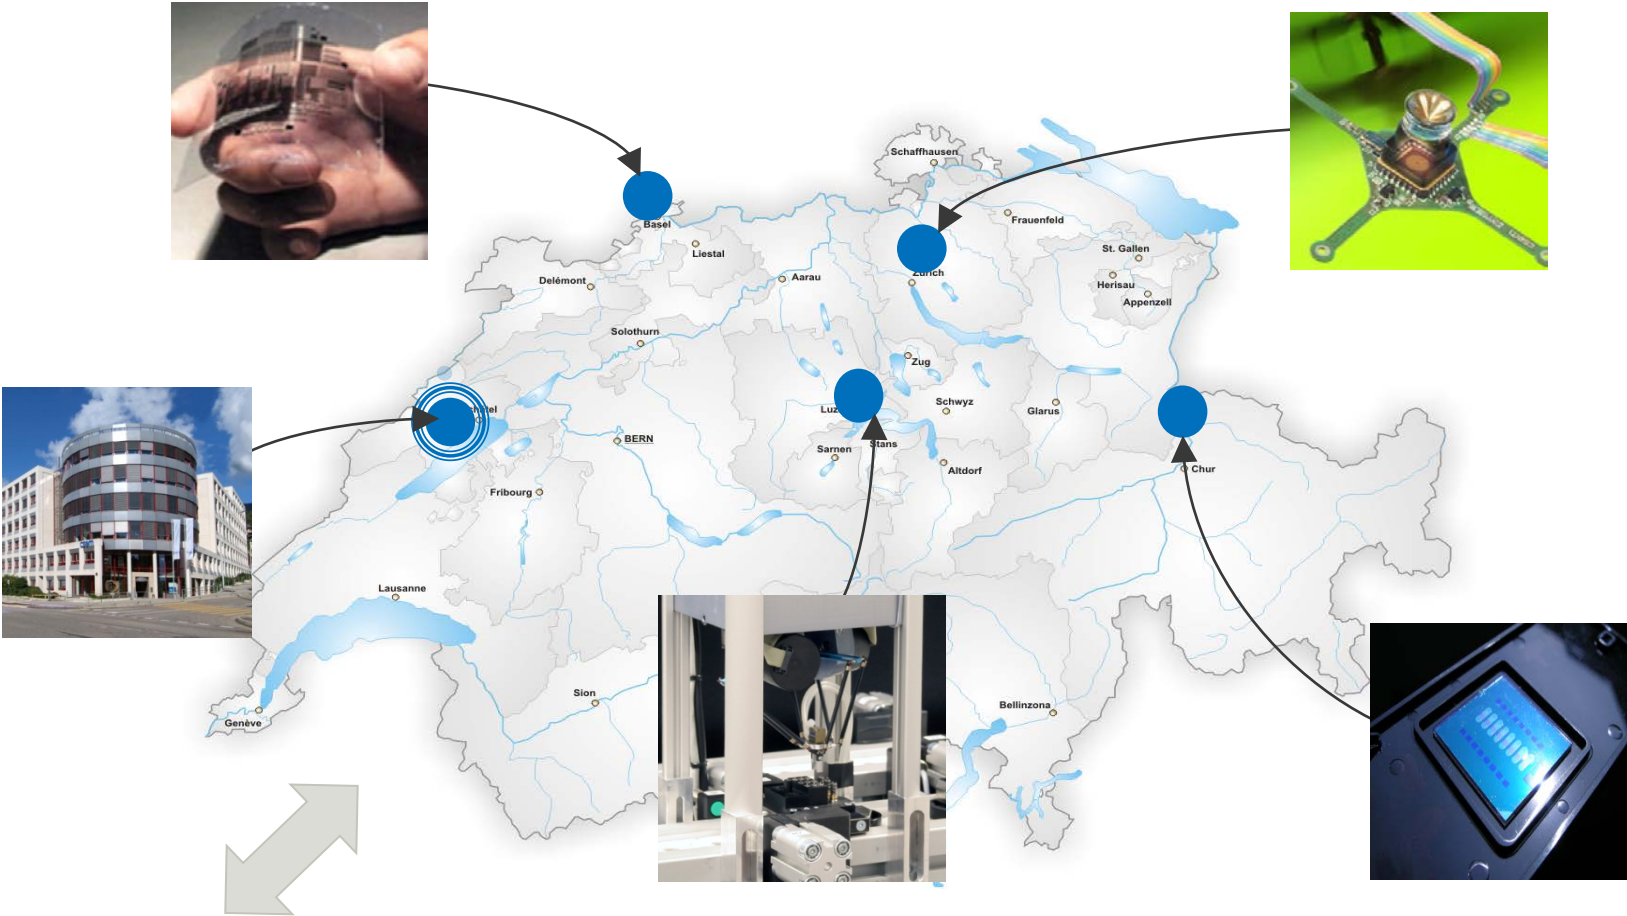 Schaffhausen
Frauenfeld
Basel
St. Gallen
Liestal
Zürich
Aarau
Delémont
Herisau
Appenzell
Solothurn
Zug
Schwyz
Glarus
BERN
Stans
Sarnen
Altdorf
Chur
Fribourg
Lausanne
Sion
Bellinzona
Genève